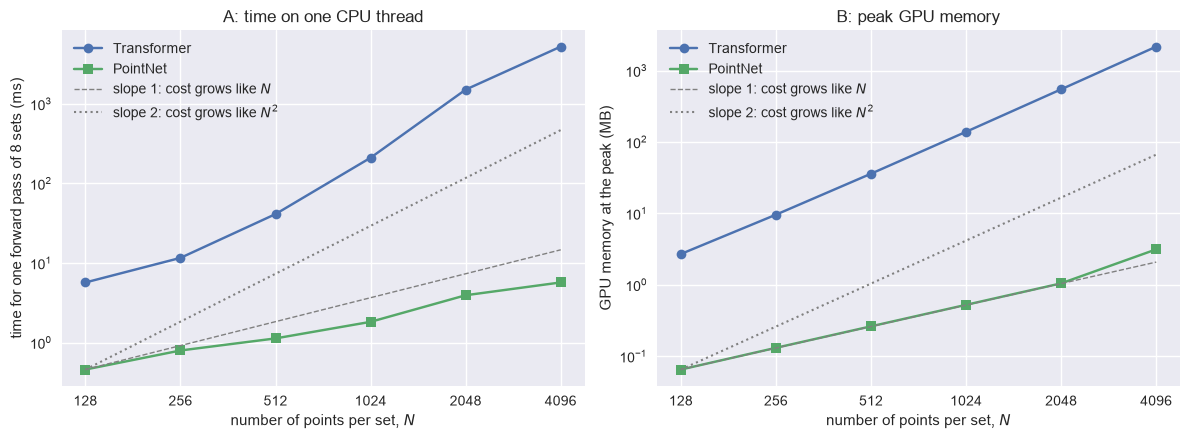 A: time on one CPU thread
Transformer
PointNet
slope 1: cost grows like N
slope 2: cost grows like N²
time for one forward pass of 8 sets (ms)
10³
10²
10¹
10⁰
128 256 512 1024 2048 4096
number of points per set, N
B: peak GPU memory
Transformer
PointNet
slope 1: cost grows like N
slope 2: cost grows like N²
GPU memory at the peak (MB)
10³
10²
10¹
10⁰
10⁻¹
128 256 512 1024 2048 4096
number of points per set, N